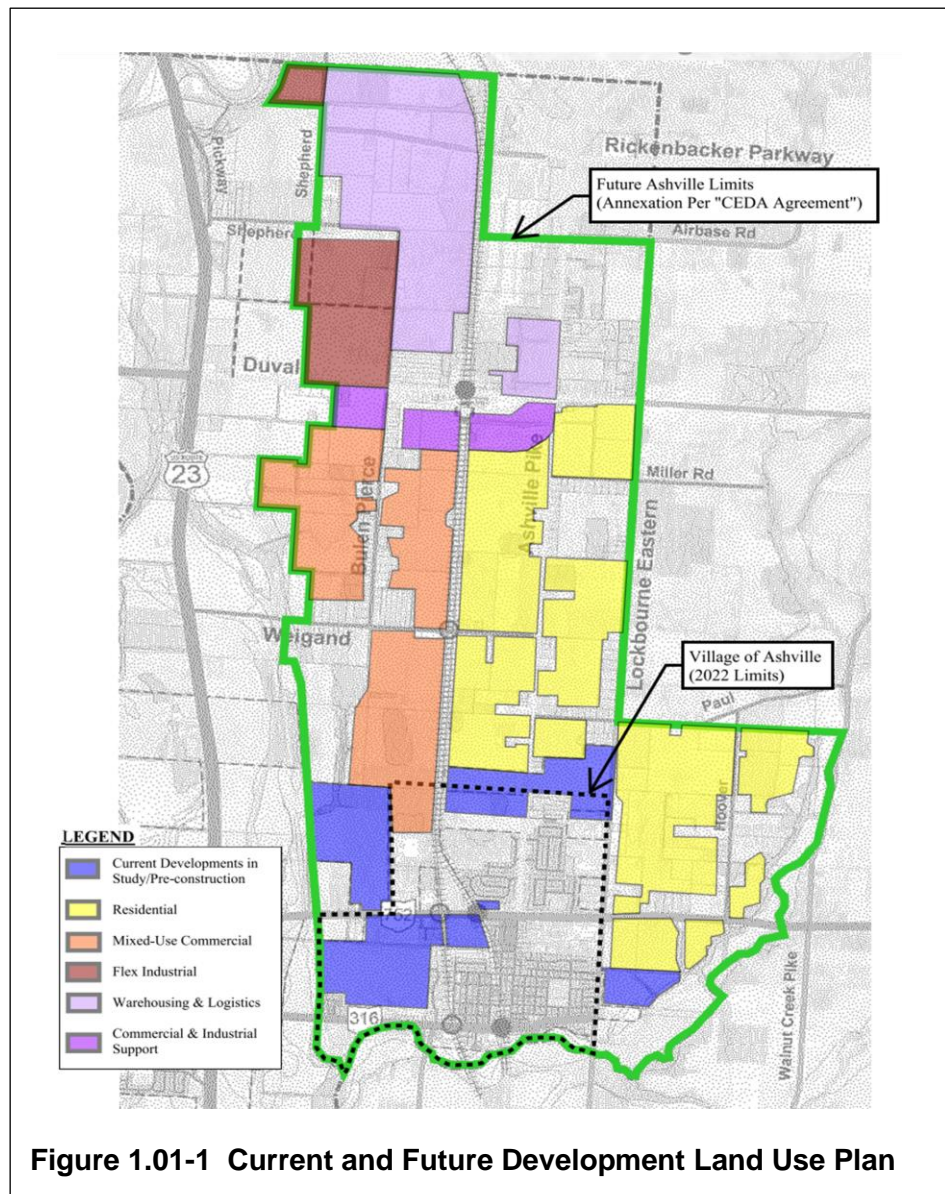 Pickway
Shepherd
Rickenbacker Parkway
Future Ashville Limits
(Annexation Per "CEDA Agreement")
Shepherd
Airbase Rd
Duval
US ROUTE
23
Miller Rd
Ashville Pike
Bulen Pierce
Lockbourne Eastern
Weigand
Village of Ashville
(2022 Limits)
Paul
Hoover
LEGEND
Current Developments in
Study/Pre-construction
Residential
Mixed-Use Commercial
Flex Industrial
Warehousing & Logistics
Commercial & Industrial
Support
752
316
Walnut Creek Pike
Figure 1.01-1 Current and Future Development Land Use Plan